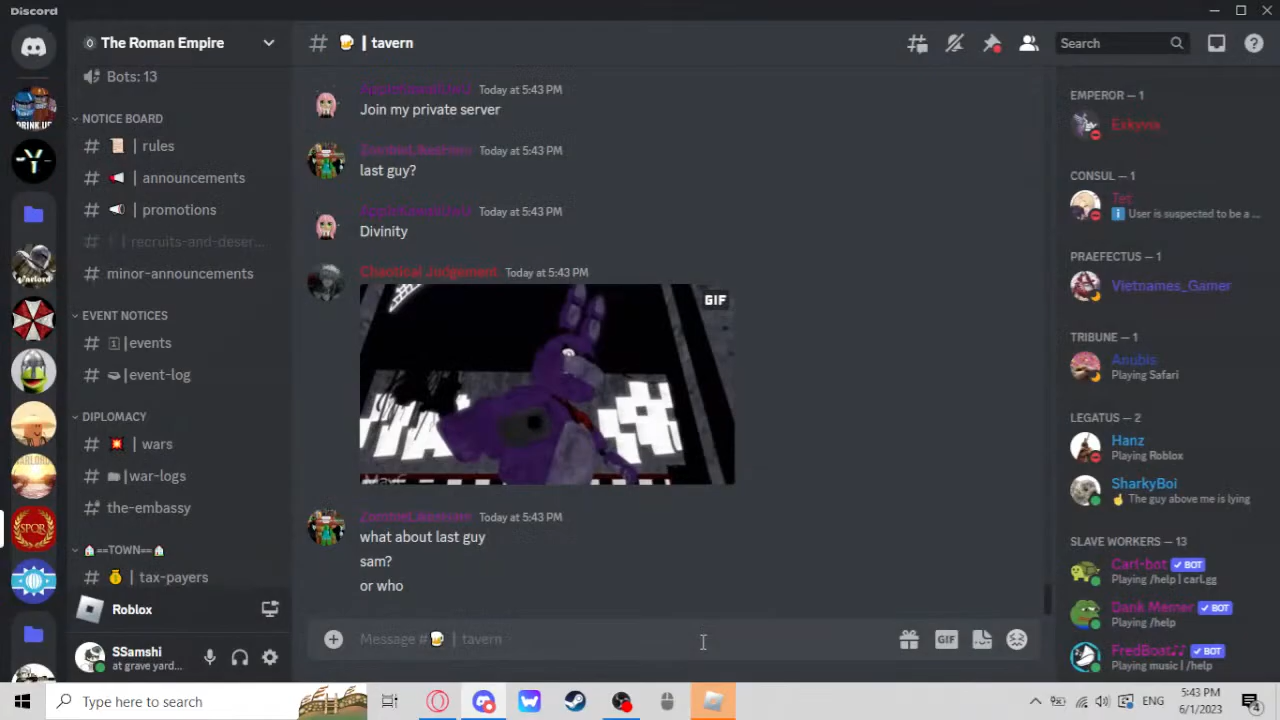 Discord
The Roman Empire
tavern
Search
Bots: 13
NOTICE BOARD
rules
announcements
promotions
recruits-and-deser...
minor-announcements
EVENT NOTICES
events
event-log
DIPLOMACY
wars
war-logs
the-embassy
==TOWN==
tax-payers
Roblox
SSamshi
at grave yard...
Today at 5:43 PM
Join my private server
Today at 5:43 PM
last guy?
Today at 5:43 PM
Divinity
Chaotical Judgement Today at 5:43 PM
GIF
Today at 5:43 PM
what about last guy
sam?
or who
Message # | tavern
GIF
EMPEROR — 1
CONSUL — 1
Tet
User is suspected to be a ...
PRAEFECTUS — 1
Vietnames_Gamer
TRIBUNE — 1
Anubis
Playing Safari
LEGATUS — 2
Hanz
Playing Roblox
SharkyBoi
The guy above me is lying
SLAVE WORKERS — 13
Carl-bot BOT
Playing /help | carl.gg
Dank Memer BOT
Playing /help
FredBoat♪♪ BOT
Playing music | /help
Type here to search
ENG
5:43 PM
6/1/2023
4